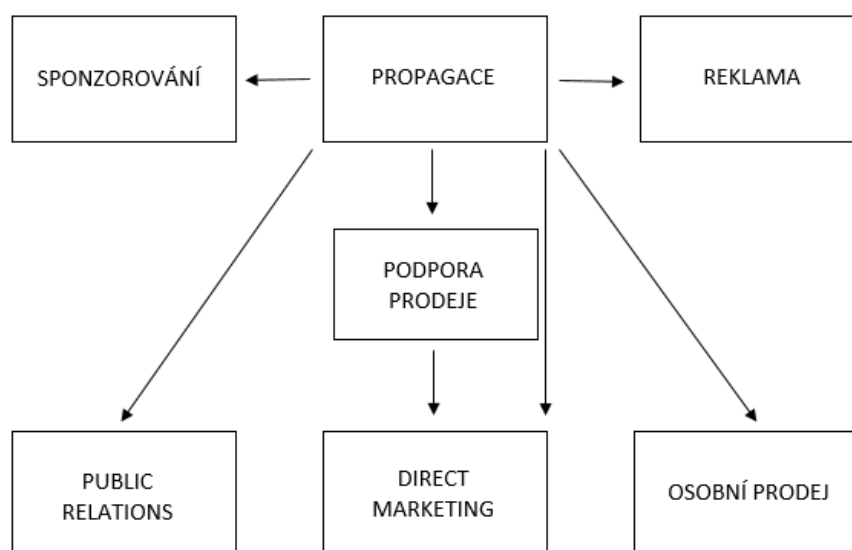 SPONZOROVÁNÍ
PROPAGACE
REKLAMA
PODPORA
PRODEJE
PUBLIC
RELATIONS
DIRECT
MARKETING
OSOBNÍ PRODEJ